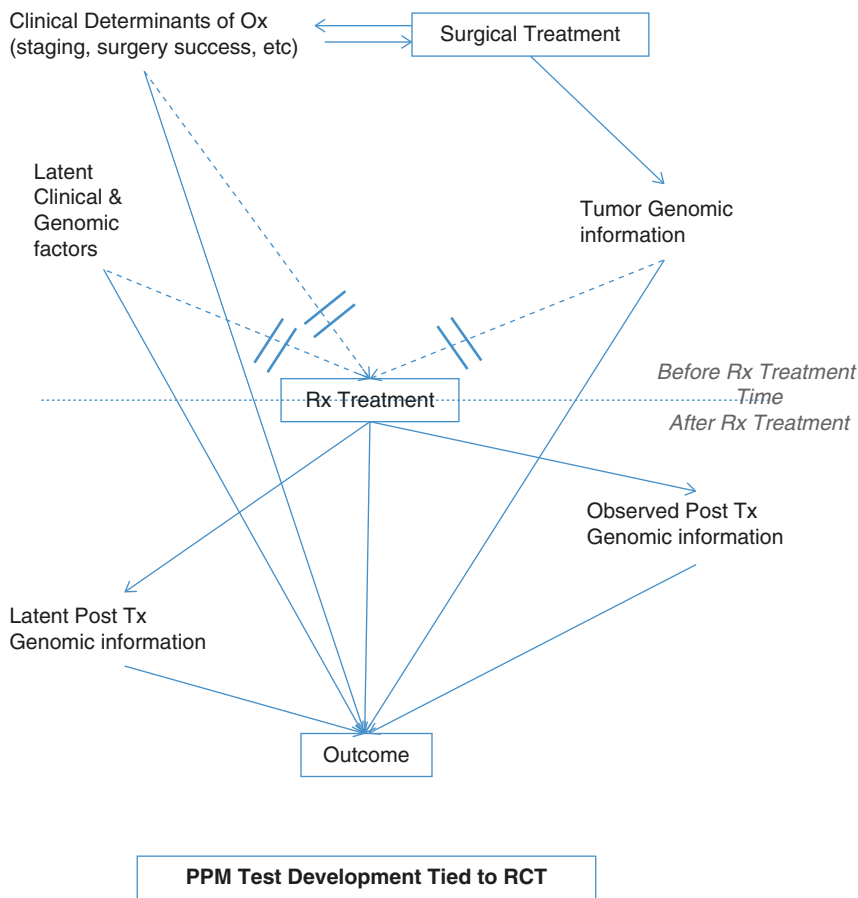 Clinical Determinants of Ox
(staging, surgery success, etc)
Surgical Treatment
Latent
Clinical &
Genomic
factors
Tumor Genomic
information
Before Rx Treatment
Time
After Rx Treatment
Rx Treatment
Observed Post Tx
Genomic information
Latent Post Tx
Genomic information
Outcome
PPM Test Development Tied to RCT